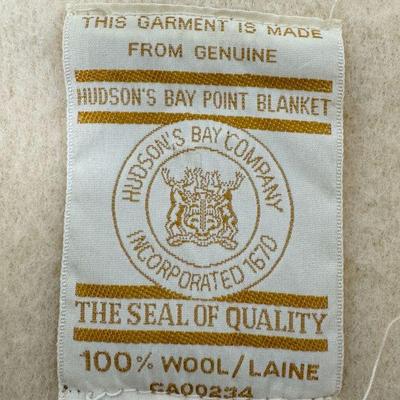 THIS GARMENT IS MADE
FROM GENUINE
HUDSON'S BAY POINT BLANKET
HUDSON'S BAY COMPANY
INCORPORATED 1670
THE SEAL OF QUALITY
100% WOOL/LAINE
CA00234